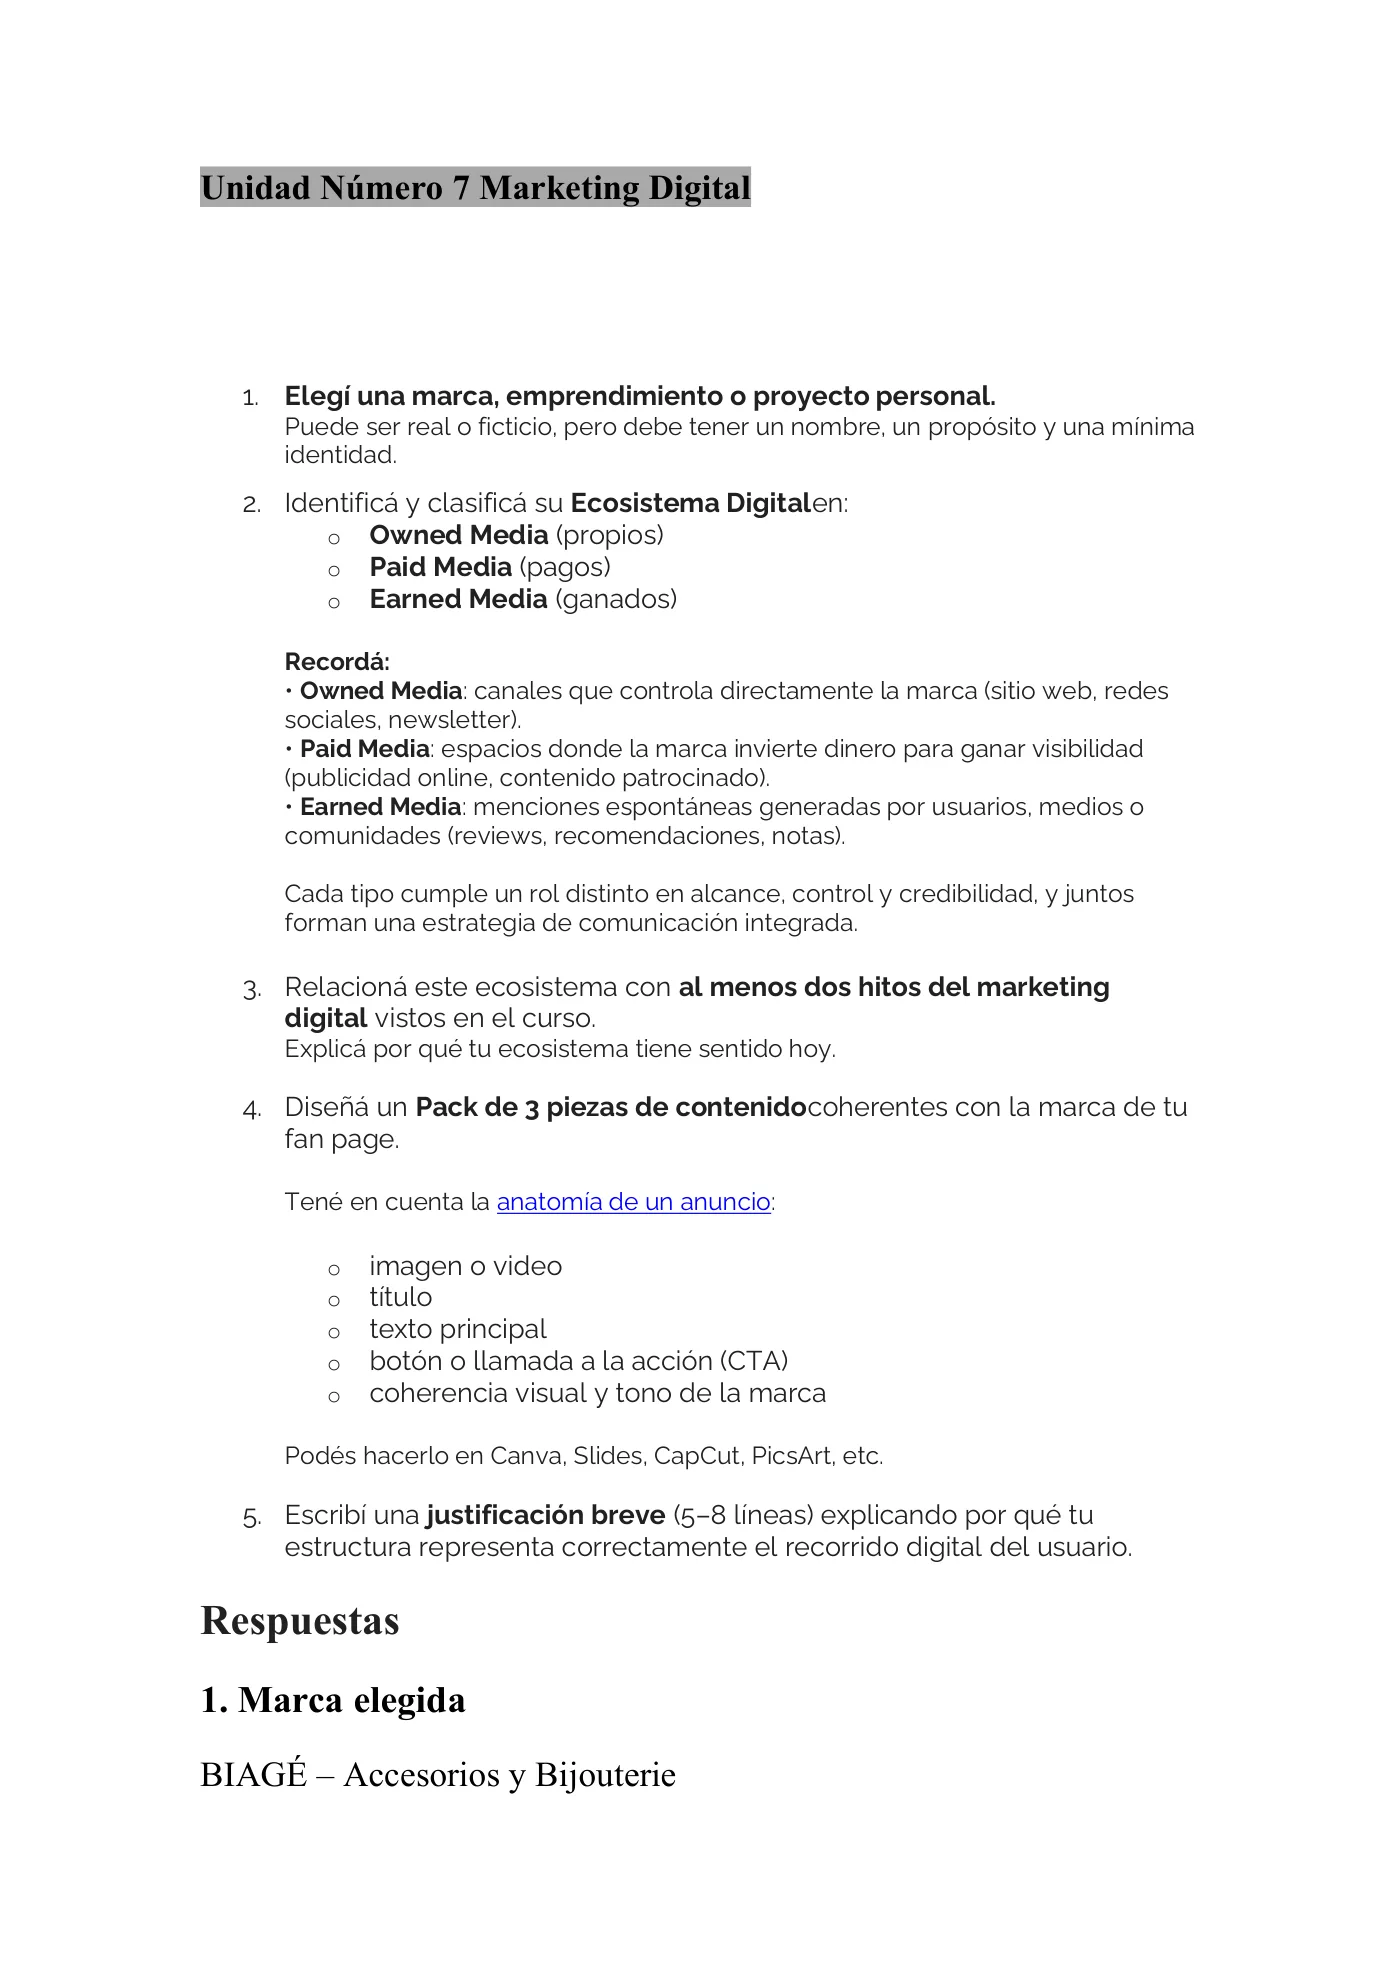 Unidad Número 7 Marketing Digital
1. Elegí una marca, emprendimiento o proyecto personal.
Puede ser real o ficticio, pero debe tener un nombre, un propósito y una mínima
identidad.
2. Identificá y clasificá su Ecosistema Digitalen:
o Owned Media (propios)
o Paid Media (pagos)
o Earned Media (ganados)
Recordá:
• Owned Media: canales que controla directamente la marca (sitio web, redes
sociales, newsletter).
• Paid Media: espacios donde la marca invierte dinero para ganar visibilidad
(publicidad online, contenido patrocinado).
• Earned Media: menciones espontáneas generadas por usuarios, medios o
comunidades (reviews, recomendaciones, notas).
Cada tipo cumple un rol distinto en alcance, control y credibilidad, y juntos
forman una estrategia de comunicación integrada.
3. Relacioná este ecosistema con al menos dos hitos del marketing
digital vistos en el curso.
Explicá por qué tu ecosistema tiene sentido hoy.
4. Diseñá un Pack de 3 piezas de contenidocoherentes con la marca de tu
fan page.
Tené en cuenta la anatomía de un anuncio:
o imagen o video
o título
o texto principal
o botón o llamada a la acción (CTA)
o coherencia visual y tono de la marca
Podés hacerlo en Canva, Slides, CapCut, PicsArt, etc.
5. Escribí una justificación breve (5–8 líneas) explicando por qué tu
estructura representa correctamente el recorrido digital del usuario.
Respuestas
1. Marca elegida
BIAGÉ – Accesorios y Bijouterie